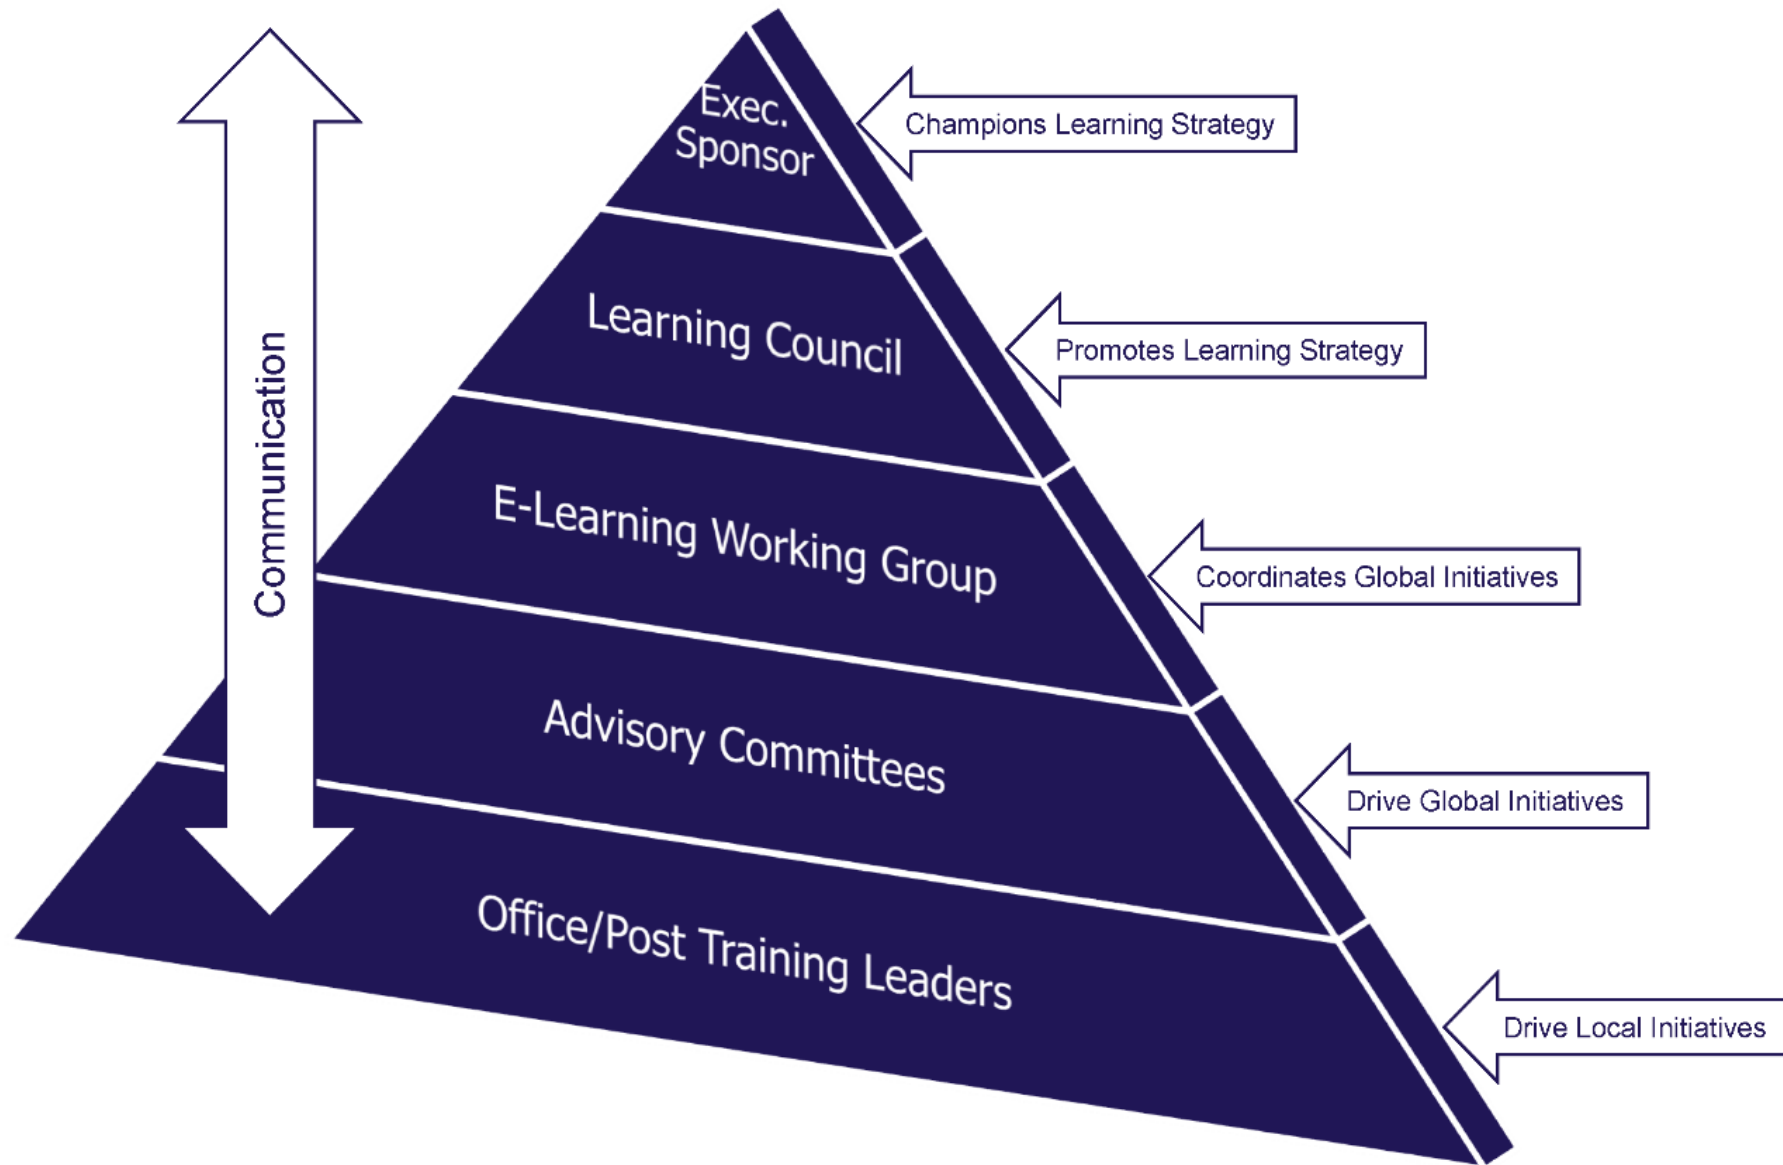 Exec.
Sponsor
Champions Learning Strategy
Learning Council
Promotes Learning Strategy
Communication
E-Learning Working Group
Coordinates Global Initiatives
Advisory Committees
Drive Global Initiatives
Office/Post Training Leaders
Drive Local Initiatives